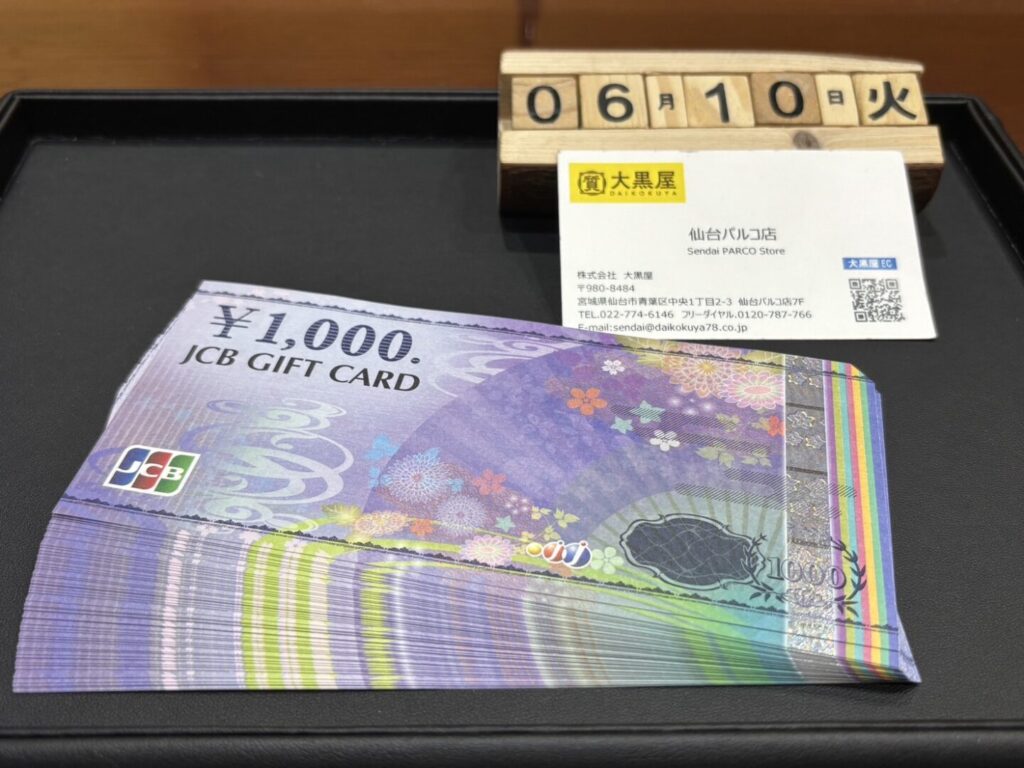 06月10日火
質 大黒屋
DAIKOKUYA
仙台パルコ店
Sendai PARCO Store
大黒屋 EC
株式会社 大黒屋
〒980-8484
宮城県仙台市青葉区中央1丁目2-3 仙台パルコ店7F
TEL.022-774-6146 フリーダイヤル.0120-787-766
E-mail:sendai@daikokuya78.co.jp
¥1,000.
JCB GIFT CARD
JCB
1000